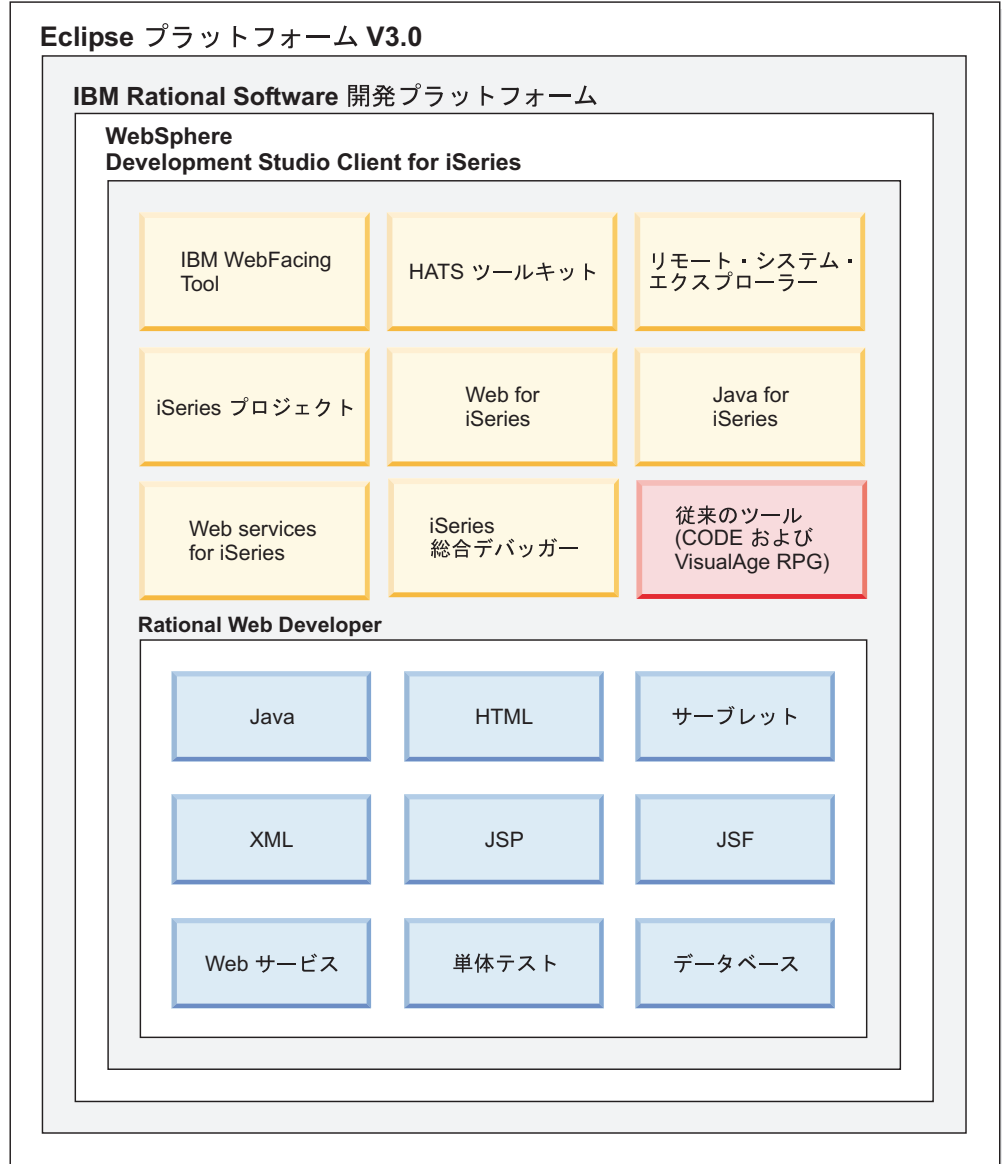 Eclipse プラットフォーム V3.0
IBM Rational Software 開発プラットフォーム
WebSphere
Development Studio Client for iSeries
IBM WebFacing
Tool
HATS ツールキット
リモート・システム・
エクスプローラー
iSeries プロジェクト
Web for
iSeries
Java for
iSeries
Web services
for iSeries
iSeries
総合デバッガー
従来のツール
(CODE および
VisualAge RPG)
Rational Web Developer
Java
HTML
サーブレット
XML
JSP
JSF
Web サービス
単体テスト
データベース